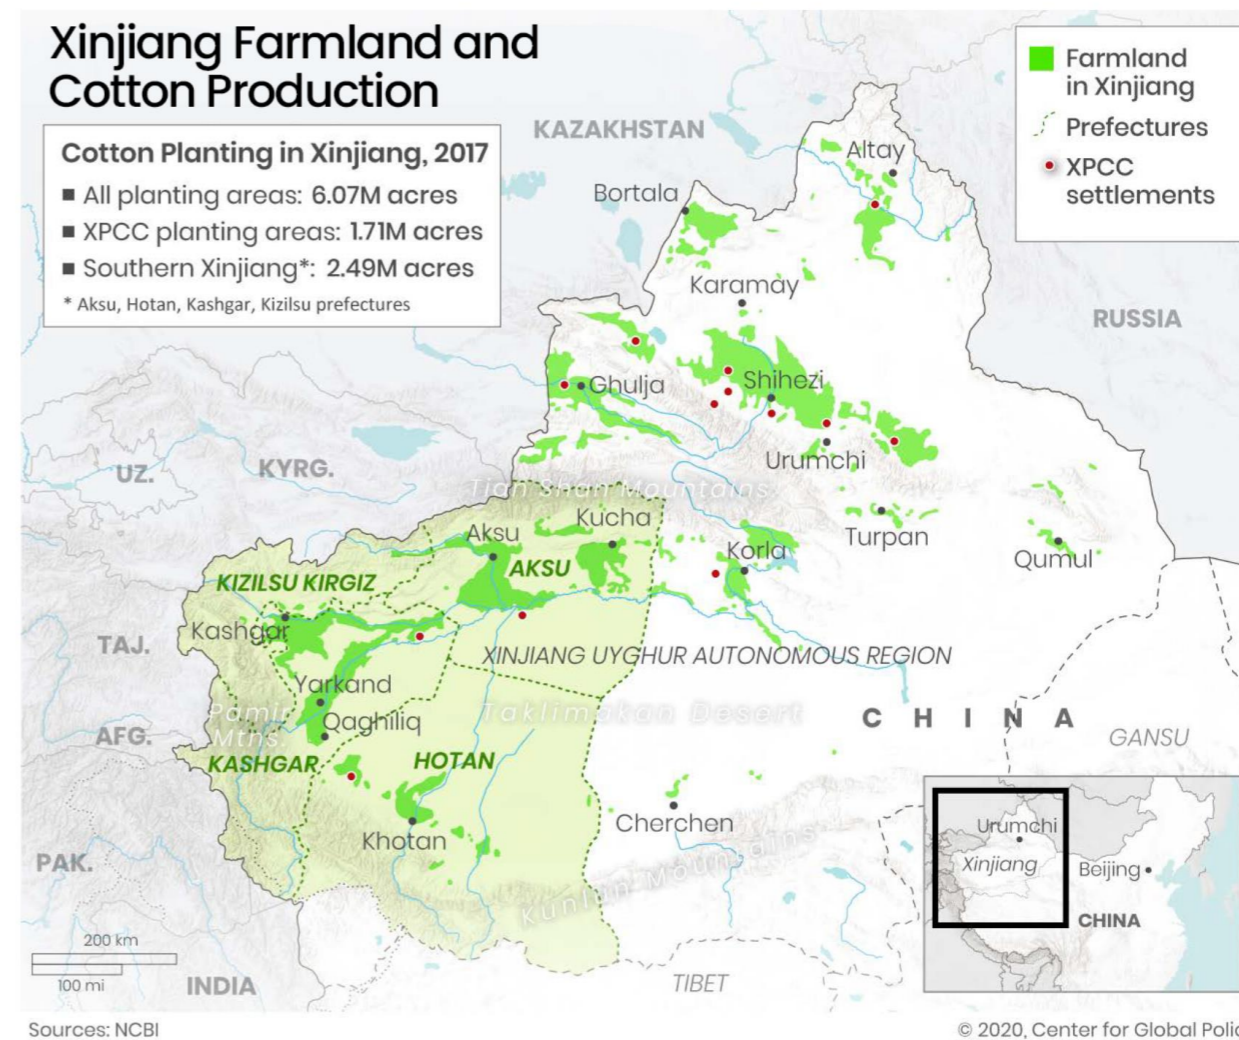 Xinjiang Farmland and
Cotton Production
Cotton Planting in Xinjiang, 2017
■ All planting areas: 6.07M acres
■ XPCC planting areas: 1.71M acres
■ Southern Xinjiang*: 2.49M acres
* Aksu, Hotan, Kashgar, Kizilsu prefectures
Farmland
in Xinjiang
Prefectures
XPCC
settlements
KAZAKHSTAN
Altay
Bortala
Karamay
RUSSIA
Ghulja
Shihezi
UZ.
KYRG.
Urumchi
Tian Shan Mountains
Aksu
Kucha
Turpan
Korla
Qumul
AKSU
KIZILSU KIRGIZ
Kashgar
TAJ.
XINJIANG UYGHUR AUTONOMOUS REGION
Yarkand
Pamir
Mtns.
Qaghiliq
Taklimakan Desert
CHINA
AFG.
GANSU
KASHGAR
HOTAN
Cherchen
Khotan
Kunlun Mountains
PAK.
Urumchi
Xinjiang
Beijing
CHINA
200 km
100 mi
INDIA
TIBET
Sources: NCBI
© 2020, Center for Global Polic